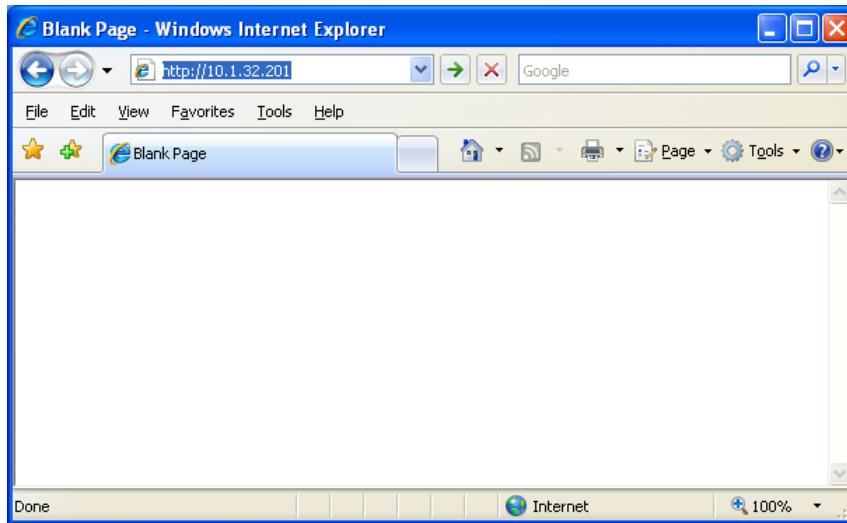 Blank Page - Windows Internet Explorer
http://10.1.32.201 Google
File Edit View Favorites Tools Help
Blank Page Page Tools
Done Internet 100%